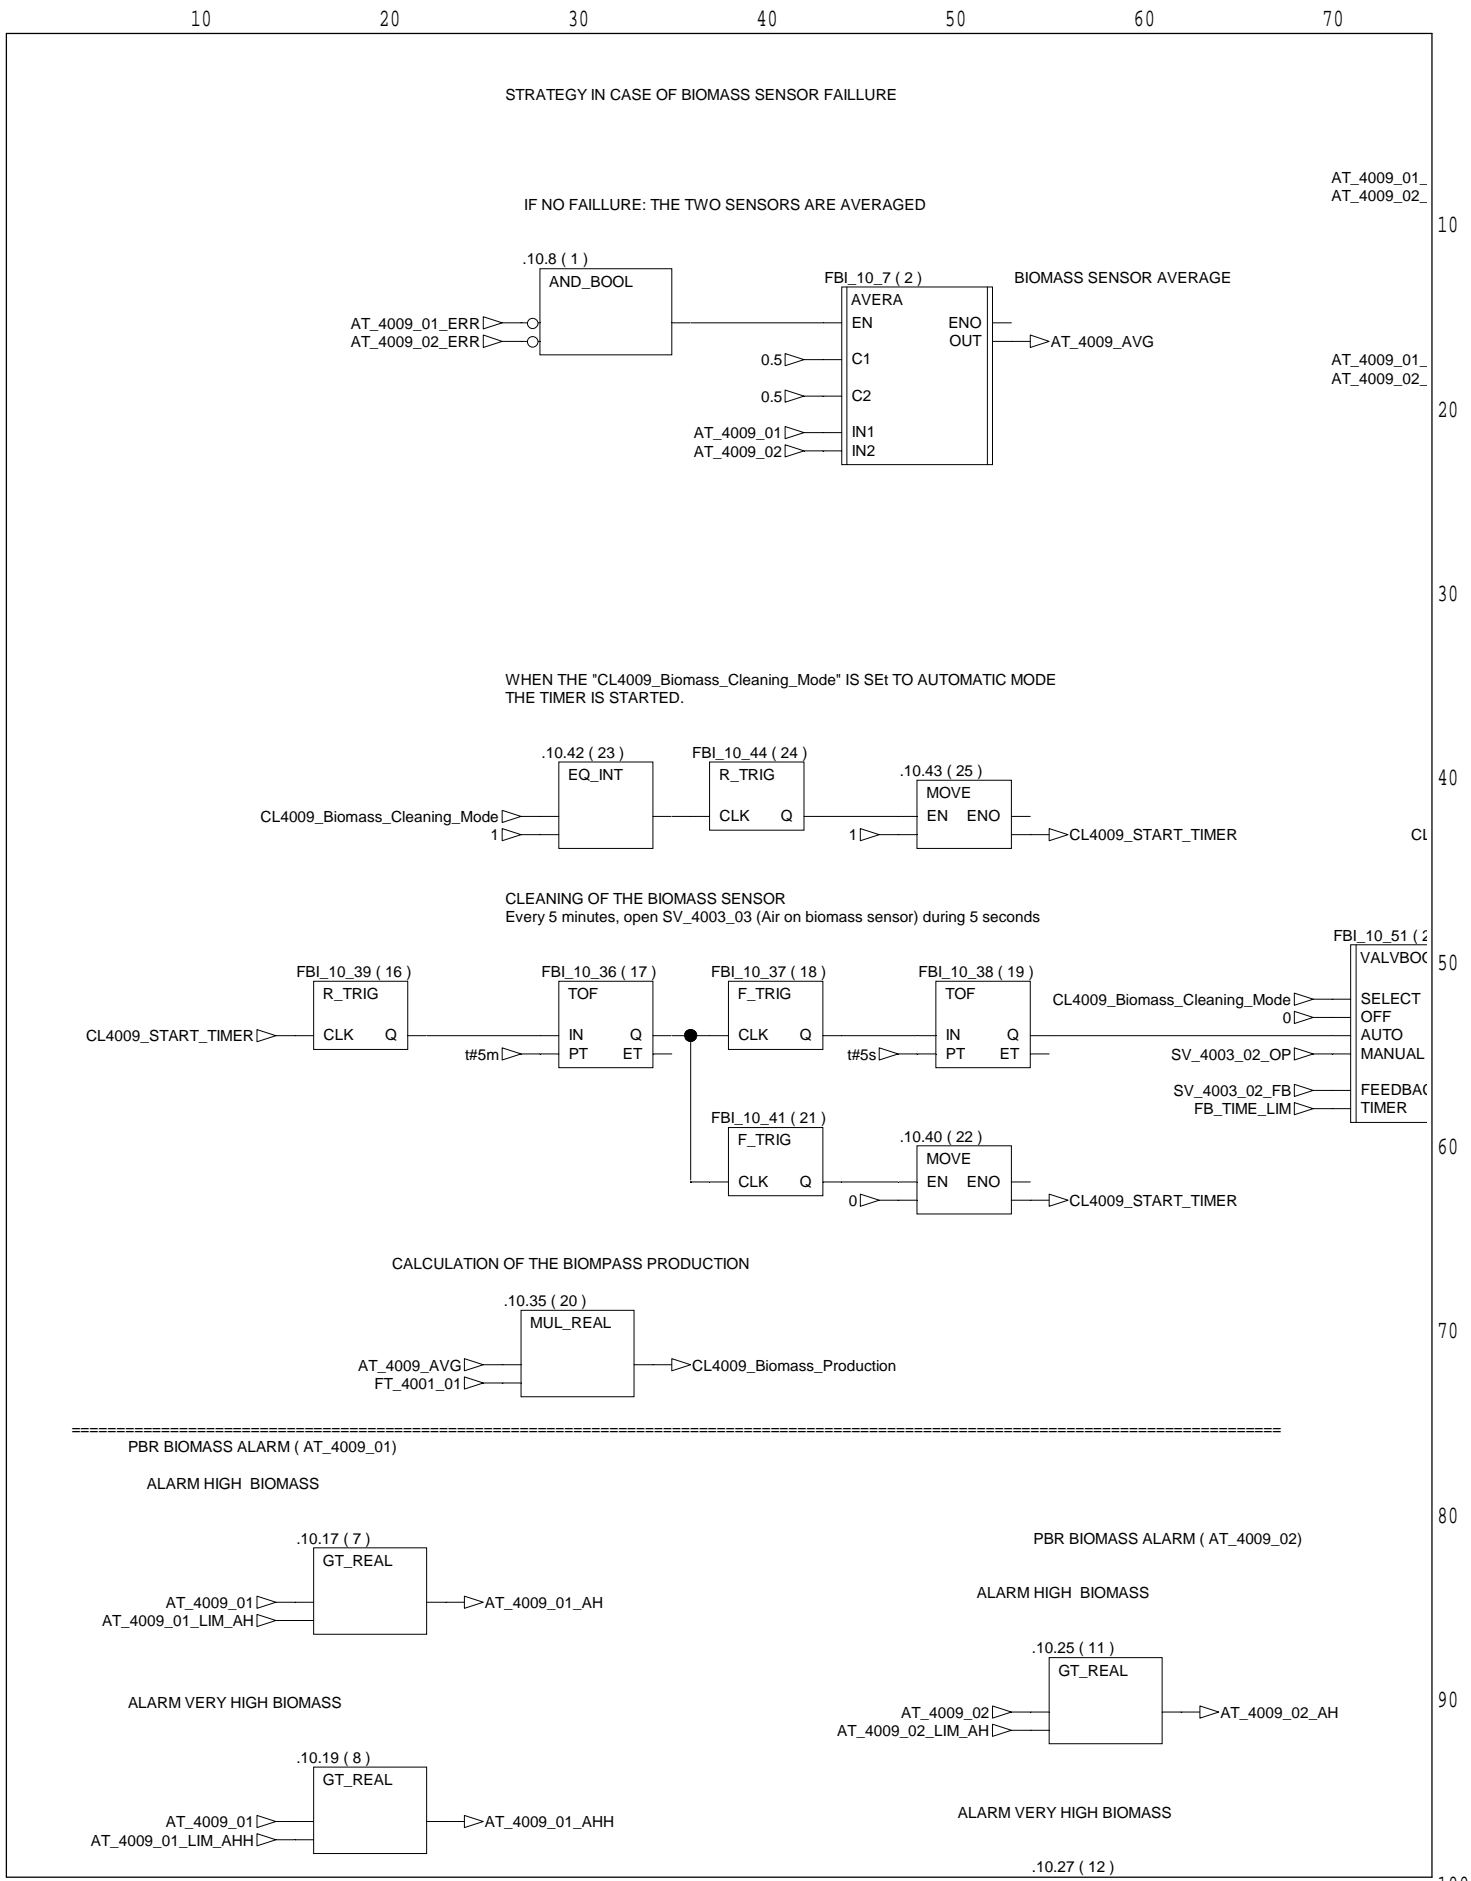 10 20 30 40 50 60 70
STRATEGY IN CASE OF BIOMASS SENSOR FAILLURE
AT_4009_01_
AT_4009_02_
IF NO FAILLURE: THE TWO SENSORS ARE AVERAGED
10
.10.8 ( 1 )
AND_BOOL
AT_4009_01_ERR
AT_4009_02_ERR
FBI_10_7 ( 2 )
AVERA
EN ENO
OUT
C1
C2
IN1
IN2
0.5
0.5
AT_4009_01
AT_4009_02
BIOMASS SENSOR AVERAGE
AT_4009_AVG
AT_4009_01_
AT_4009_02_
20
30
WHEN THE "CL4009_Biomass_Cleaning_Mode" IS SEt TO AUTOMATIC MODE
THE TIMER IS STARTED.
.10.42 ( 23 )
EQ_INT
CL4009_Biomass_Cleaning_Mode
1
FBI_10_44 ( 24 )
R_TRIG
CLK Q
.10.43 ( 25 )
MOVE
EN ENO
1
CL4009_START_TIMER
40
CL
CLEANING OF THE BIOMASS SENSOR
Every 5 minutes, open SV_4003_03 (Air on biomass sensor) during 5 seconds
FBI_10_39 ( 16 )
R_TRIG
CLK Q
CL4009_START_TIMER
FBI_10_36 ( 17 )
TOF
IN Q
PT ET
t#5m
FBI_10_37 ( 18 )
F_TRIG
CLK Q
FBI_10_38 ( 19 )
TOF
IN Q
PT ET
t#5s
FBI_10_51 ( 2
VALVBOO
SELECT
OFF
AUTO
MANUAL
FEEDBAC
TIMER
CL4009_Biomass_Cleaning_Mode
0
SV_4003_02_OP
SV_4003_02_FB
FB_TIME_LIM
50
FBI_10_41 ( 21 )
F_TRIG
CLK Q
.10.40 ( 22 )
MOVE
EN ENO
0
CL4009_START_TIMER
60
CALCULATION OF THE BIOMPASS PRODUCTION
.10.35 ( 20 )
MUL_REAL
AT_4009_AVG
FT_4001_01
CL4009_Biomass_Production
70
PBR BIOMASS ALARM ( AT_4009_01)
ALARM HIGH BIOMASS
.10.17 ( 7 )
GT_REAL
AT_4009_01
AT_4009_01_LIM_AH
AT_4009_01_AH
80
PBR BIOMASS ALARM ( AT_4009_02)
ALARM HIGH BIOMASS
.10.25 ( 11 )
GT_REAL
AT_4009_02
AT_4009_02_LIM_AH
AT_4009_02_AH
90
ALARM VERY HIGH BIOMASS
.10.19 ( 8 )
GT_REAL
AT_4009_01
AT_4009_01_LIM_AHH
AT_4009_01_AHH
ALARM VERY HIGH BIOMASS
.10.27 ( 12 )